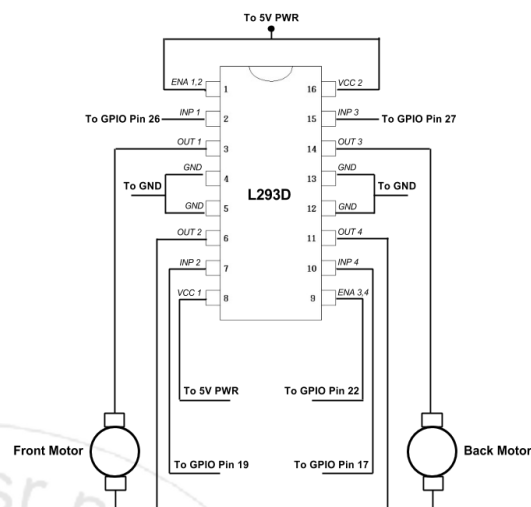 To 5V PWR
ENA 1,2
1
16
VCC 2
To GPIO Pin 26
INP 1
2
15
INP 3
To GPIO Pin 27
OUT 1
3
14
OUT 3
GND
4
13
GND
To GND
L293D
To GND
GND
5
12
GND
OUT 2
6
11
OUT 4
INP 2
7
10
INP 4
VCC 1
8
9
ENA 3,4
To 5V PWR
To GPIO Pin 22
Front Motor
Back Motor
To GPIO Pin 19
To GPIO Pin 17